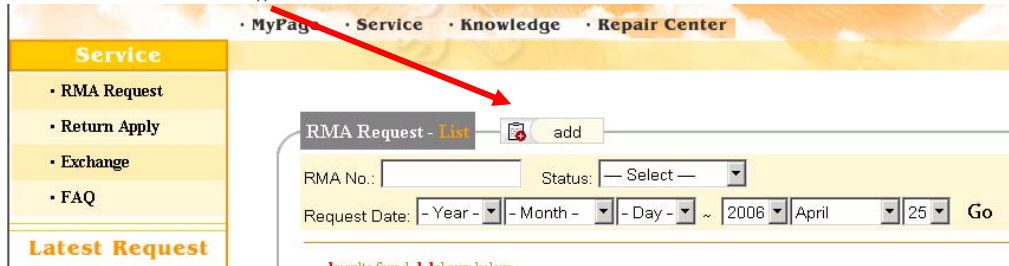 · MyPage · Service · Knowledge · Repair Center
Service
· RMA Request
· Return Apply
· Exchange
· FAQ
Latest Request
RMA Request - List add
RMA No.: Status: — Select —
Request Date: - Year - - Month - - Day - ~ 2006 April 25 Go